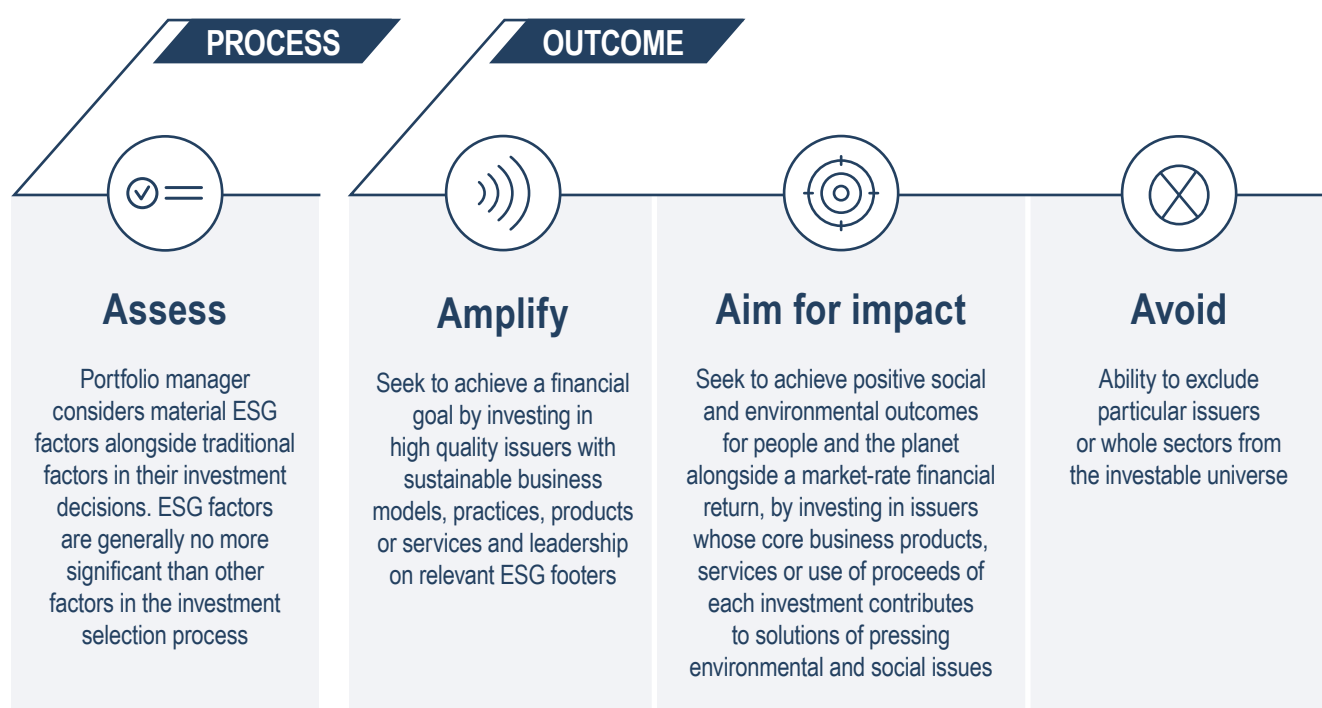 PROCESS
OUTCOME
Assess
Portfolio manager
considers material ESG
factors alongside traditional
factors in their investment
decisions. ESG factors
are generally no more
significant than other
factors in the investment
selection process
Amplify
Seek to achieve a financial
goal by investing in
high quality issuers with
sustainable business
models, practices, products
or services and leadership
on relevant ESG footers
Aim for impact
Seek to achieve positive social
and environmental outcomes
for people and the planet
alongside a market-rate financial
return, by investing in issuers
whose core business products,
services or use of proceeds of
each investment contributes
to solutions of pressing
environmental and social issues
Avoid
Ability to exclude
particular issuers
or whole sectors from
the investable universe